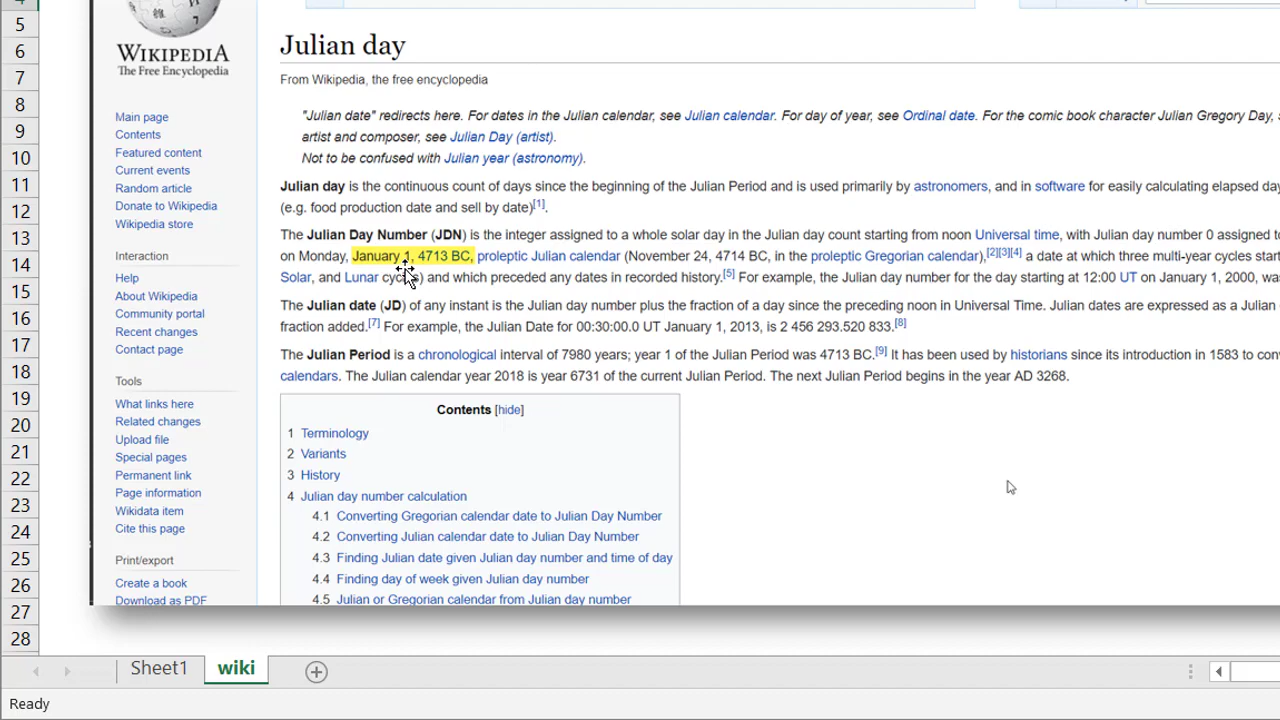 4
5
6
7
8
9
10
11
12
13
14
15
16
17
18
19
20
21
22
23
24
25
26
27
28
WIKIPEDIA
The Free Encyclopedia
Main page
Contents
Featured content
Current events
Random article
Donate to Wikipedia
Wikipedia store
Interaction
Help
About Wikipedia
Community portal
Recent changes
Contact page
Tools
What links here
Related changes
Upload file
Special pages
Permanent link
Page information
Wikidata item
Cite this page
Print/export
Create a book
Download as PDF
Julian day
From Wikipedia, the free encyclopedia
"Julian date" redirects here. For dates in the Julian calendar, see Julian calendar. For day of year, see Ordinal date. For the comic book character Julian Gregory Day,
artist and composer, see Julian Day (artist).
Not to be confused with Julian year (astronomy).
Julian day is the continuous count of days since the beginning of the Julian Period and is used primarily by astronomers, and in software for easily calculating elapsed
(e.g. food production date and sell by date)[1].
The Julian Day Number (JDN) is the integer assigned to a whole solar day in the Julian day count starting from noon Universal time, with Julian day number 0 assigned
on Monday, January 1, 4713 BC, proleptic Julian calendar (November 24, 4714 BC, in the proleptic Gregorian calendar),[2][3][4] a date at which three multi-year cycles
Solar, and Lunar and which preceded any dates in recorded history.[5] For example, the Julian day number for the day starting at 12:00 UT on January 1, 2000,
The Julian date (JD) of any instant is the Julian day number plus the fraction of a day since the preceding noon in Universal Time. Julian dates are expressed as a Julian
fraction added.[7] For example, the Julian Date for 00:30:00.0 UT January 1, 2013, is 2 456 293.520 833.[8]
The Julian Period is a chronological interval of 7980 years; year 1 of the Julian Period was 4713 BC.[9] It has been used by historians since its introduction in 1583 to
calendars. The Julian calendar year 2018 is year 6731 of the current Julian Period. The next Julian Period begins in the year AD 3268.
Contents [hide]
1 Terminology
2 Variants
3 History
4 Julian day number calculation
4.1 Converting Gregorian calendar date to Julian Day Number
4.2 Converting Julian calendar date to Julian Day Number
4.3 Finding Julian date given Julian day number and time of day
4.4 Finding day of week given Julian day number
4.5 Julian or Gregorian calendar from Julian day number
Sheet1
wiki
Ready